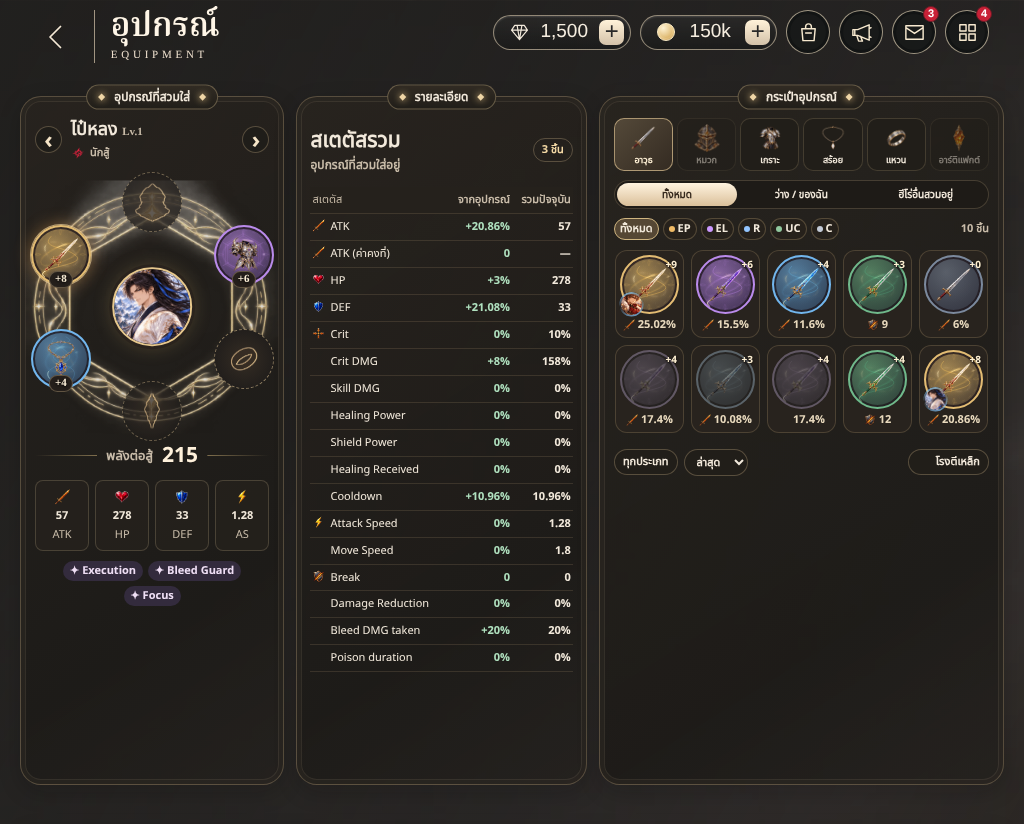 อุปกรณ์
EQUIPMENT
1,500 +
150k +
3
4
อุปกรณ์ที่สวมใส่
ไป๋หลง Lv.1
นักสู้
+8
+6
+4
พลังต่อสู้ 215
57 278 33 1.28
ATK HP DEF AS
Execution
Bleed Guard
Focus
รายละเอียด
สเตตัสรวม
อุปกรณ์ที่สวมใส่อยู่
3 ชิ้น
สเตตัส จากอุปกรณ์ รวมปัจจุบัน
ATK +20.86% 57
ATK (ค่าคงที่) 0 —
HP +3% 278
DEF +21.08% 33
Crit 0% 10%
Crit DMG +8% 158%
Skill DMG 0% 0%
Healing Power 0% 0%
Shield Power 0% 0%
Healing Received 0% 0%
Cooldown +10.96% 10.96%
Attack Speed 0% 1.28
Move Speed 0% 1.8
Break 0 0
Damage Reduction 0% 0%
Bleed DMG taken +20% 20%
Poison duration 0% 0%
กระเป๋าอุปกรณ์
อาวุธ หมวก เกราะ สร้อย แหวน อาร์ติแฟกต์
ทั้งหมด ว่าง / ของฉัน ฮีโร่อื่นสวมอยู่
ทั้งหมด EP EL R UC C 10 ชิ้น
+9 +6 +4 +3 +0
25.02% 15.5% 11.6% 9 6%
+4 +3 +4 +4 +8
17.4% 10.08% 17.4% 12 20.86%
ทุกประเภท ล่าสุด โรงตีเหล็ก